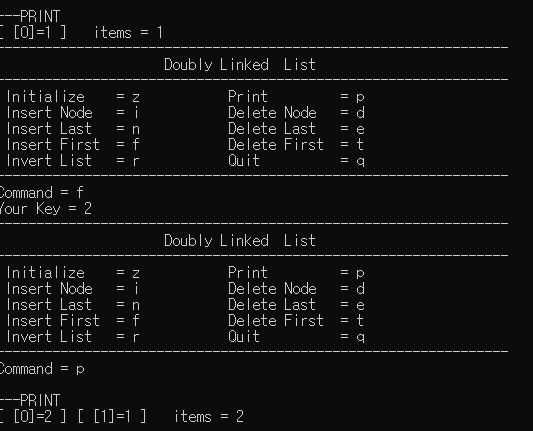 ---PRINT
[ [0]=1 ]   items = 1
----------------------------------------------------------------
Doubly Linked  List
----------------------------------------------------------------
Initialize    = z           Print          = p
Insert Node   = i           Delete Node    = d
Insert Last   = n           Delete Last    = e
Insert First  = f           Delete First   = t
Invert List   = r           Quit           = q
----------------------------------------------------------------
Command = f
Your Key = 2
----------------------------------------------------------------
Doubly Linked  List
----------------------------------------------------------------
Initialize    = z           Print          = p
Insert Node   = i           Delete Node    = d
Insert Last   = n           Delete Last    = e
Insert First  = f           Delete First   = t
Invert List   = r           Quit           = q
----------------------------------------------------------------
Command = p
---PRINT
[ [0]=2 ] [ [1]=1 ]   items = 2